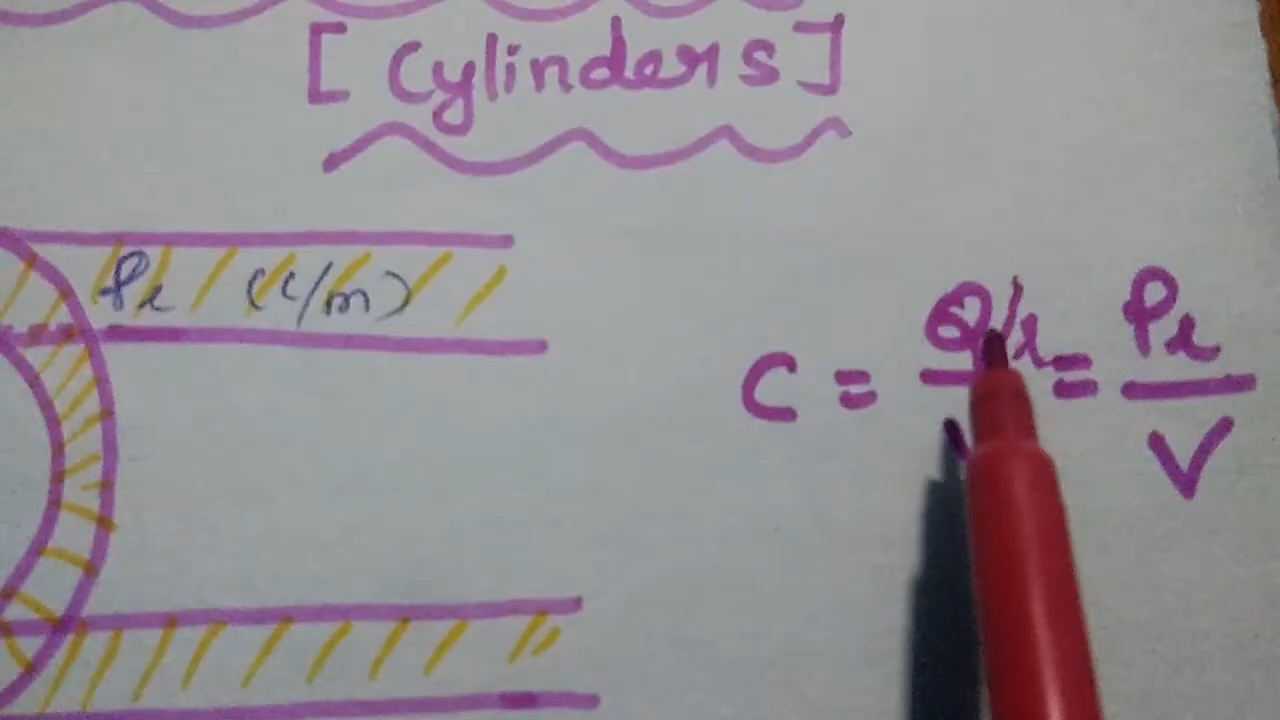 [Cylinders]
ρℓ (C/m)
C = Q/ℓ = ρℓ
V